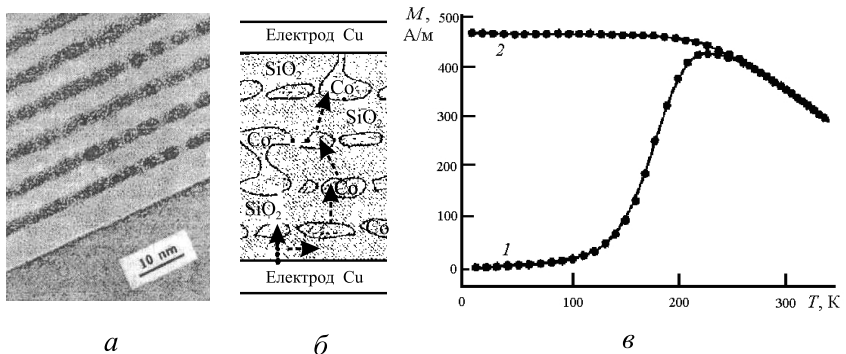 10 nm
а
Електрод Cu
SiO₂
Co
SiO₂
Co
Co
SiO₂
Co
Електрод Cu
б
M,
А/м
500
400
300
200
100
0
2
1
0
100
200
300
T, К
в